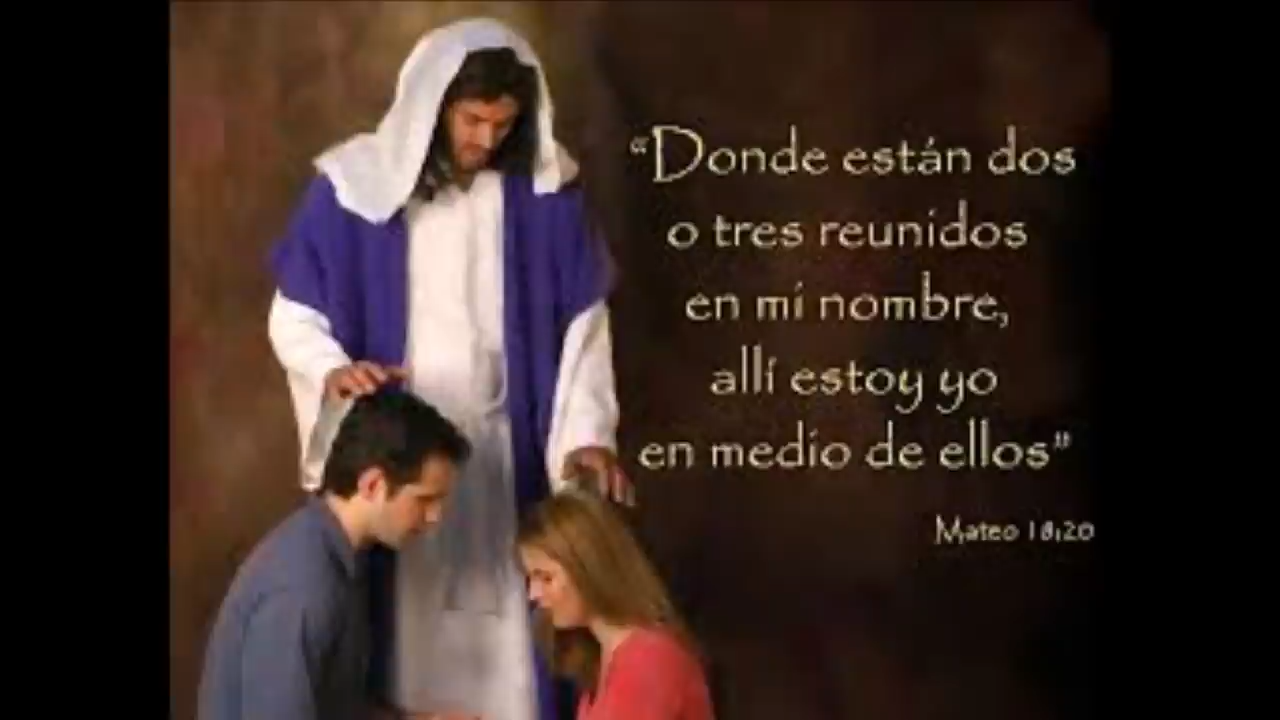 “Donde están dos
o tres reunidos
en mi nombre,
allí estoy yo
en medio de ellos”
Mateo 18:20